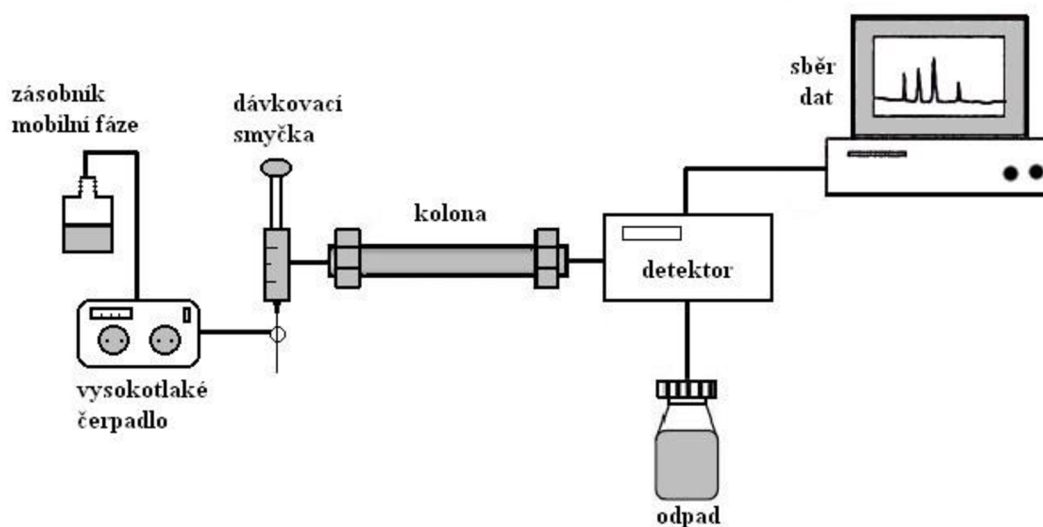 zásobník
mobilní fáze
dávkovací
smyčka
sběr
dat
kolona
detektor
vysokotlaké
čerpadlo
odpad